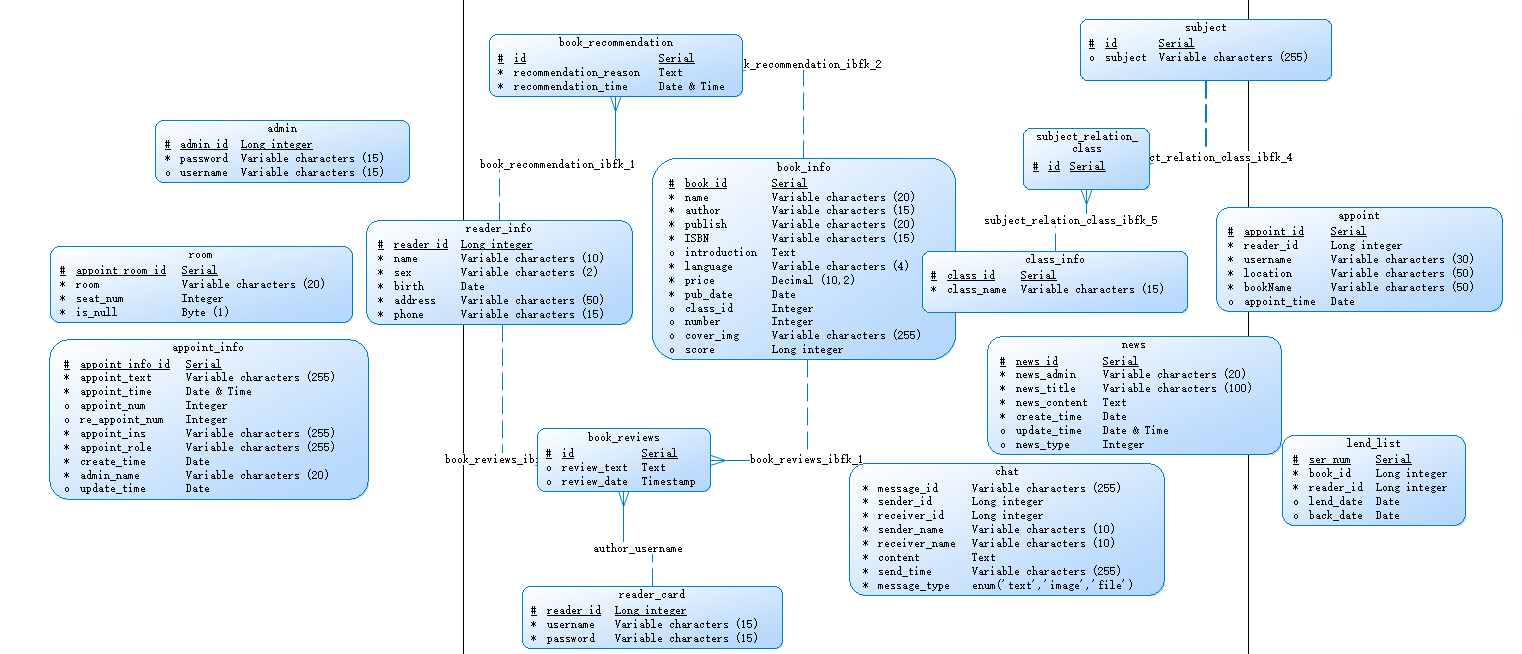 book_recommendation
# id Serial
* recommendation_reason Text
* recommendation_time Date & Time
k_recommendation_ibfk_2
subject
# id Serial
o subject Variable characters (255)
admin
# admin_id Long integer
* password Variable characters (15)
o username Variable characters (15)
book_recommendation_ibfk_1
subject_relation_
class
# id Serial
ct_relation_class_ibfk_4
book_info
# book_id Serial
* name Variable characters (20)
* author Variable characters (15)
* publish Variable characters (20)
* ISBN Variable characters (15)
o introduction Text
* language Variable characters (4)
* price Decimal (10,2)
* pub_date Date
o class_id Integer
o number Integer
o cover_img Variable characters (255)
o score Long integer
subject_relation_class_ibfk_5
reader_info
# reader_id Long integer
* name Variable characters (10)
* sex Variable characters (2)
* birth Date
* address Variable characters (50)
* phone Variable characters (15)
room
# appoint_room_id Serial
* room Variable characters (20)
* seat_num Integer
* is_null Byte (1)
class_info
# class_id Serial
* class_name Variable characters (15)
appoint
# appoint_id Serial
* reader_id Long integer
* username Variable characters (30)
* location Variable characters (50)
* bookName Variable characters (50)
o appoint_time Date
appoint_info
# appoint_info_id Serial
* appoint_text Variable characters (255)
* appoint_time Date & Time
o appoint_num Integer
o re_appoint_num Integer
* appoint_ins Variable characters (255)
* appoint_role Variable characters (255)
* create_time Date
* admin_name Variable characters (20)
o update_time Date
news
# news_id Serial
* news_admin Variable characters (20)
* news_title Variable characters (100)
* news_content Text
* create_time Date
o update_time Date & Time
o news_type Integer
book_reviews_ib
book_reviews
# id Serial
o review_text Text
o review_date Timestamp
book_reviews_ibfk_1
lend_list
# ser_num Serial
* book_id Long integer
* reader_id Long integer
o lend_date Date
o back_date Date
chat
* message_id Variable characters (255)
* sender_id Long integer
* receiver_id Long integer
* sender_name Variable characters (10)
* receiver_name Variable characters (10)
* content Text
* send_time Variable characters (255)
* message_type enum('text','image','file')
author_username
reader_card
# reader_id Long integer
* username Variable characters (15)
* password Variable characters (15)